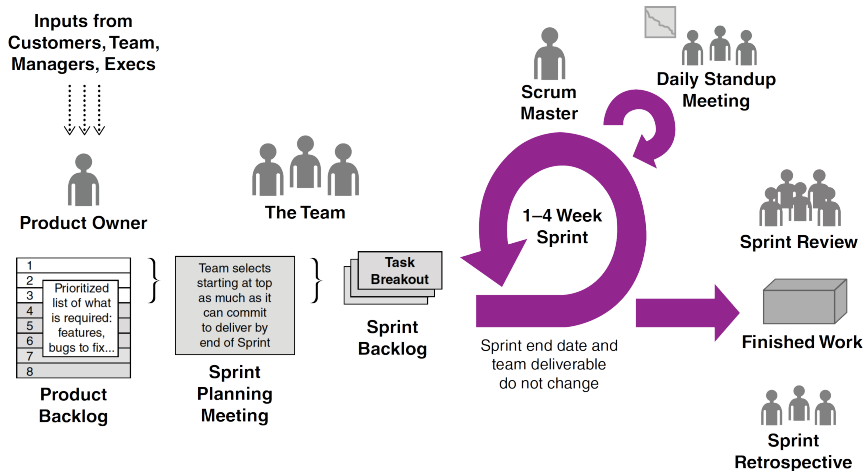 Inputs from
Customers, Team,
Managers, Execs
Product Owner
1
2
3
4
5
6
7
8
Prioritized
list of what
is required:
features,
bugs to fix...
Product
Backlog
The Team
Team selects
starting at top
as much as it
can commit
to deliver by
end of Sprint
Sprint
Planning
Meeting
Task
Breakout
Sprint
Backlog
Scrum
Master
Daily Standup
Meeting
1–4 Week
Sprint
Sprint end date and
team deliverable
do not change
Sprint Review
Finished Work
Sprint
Retrospective